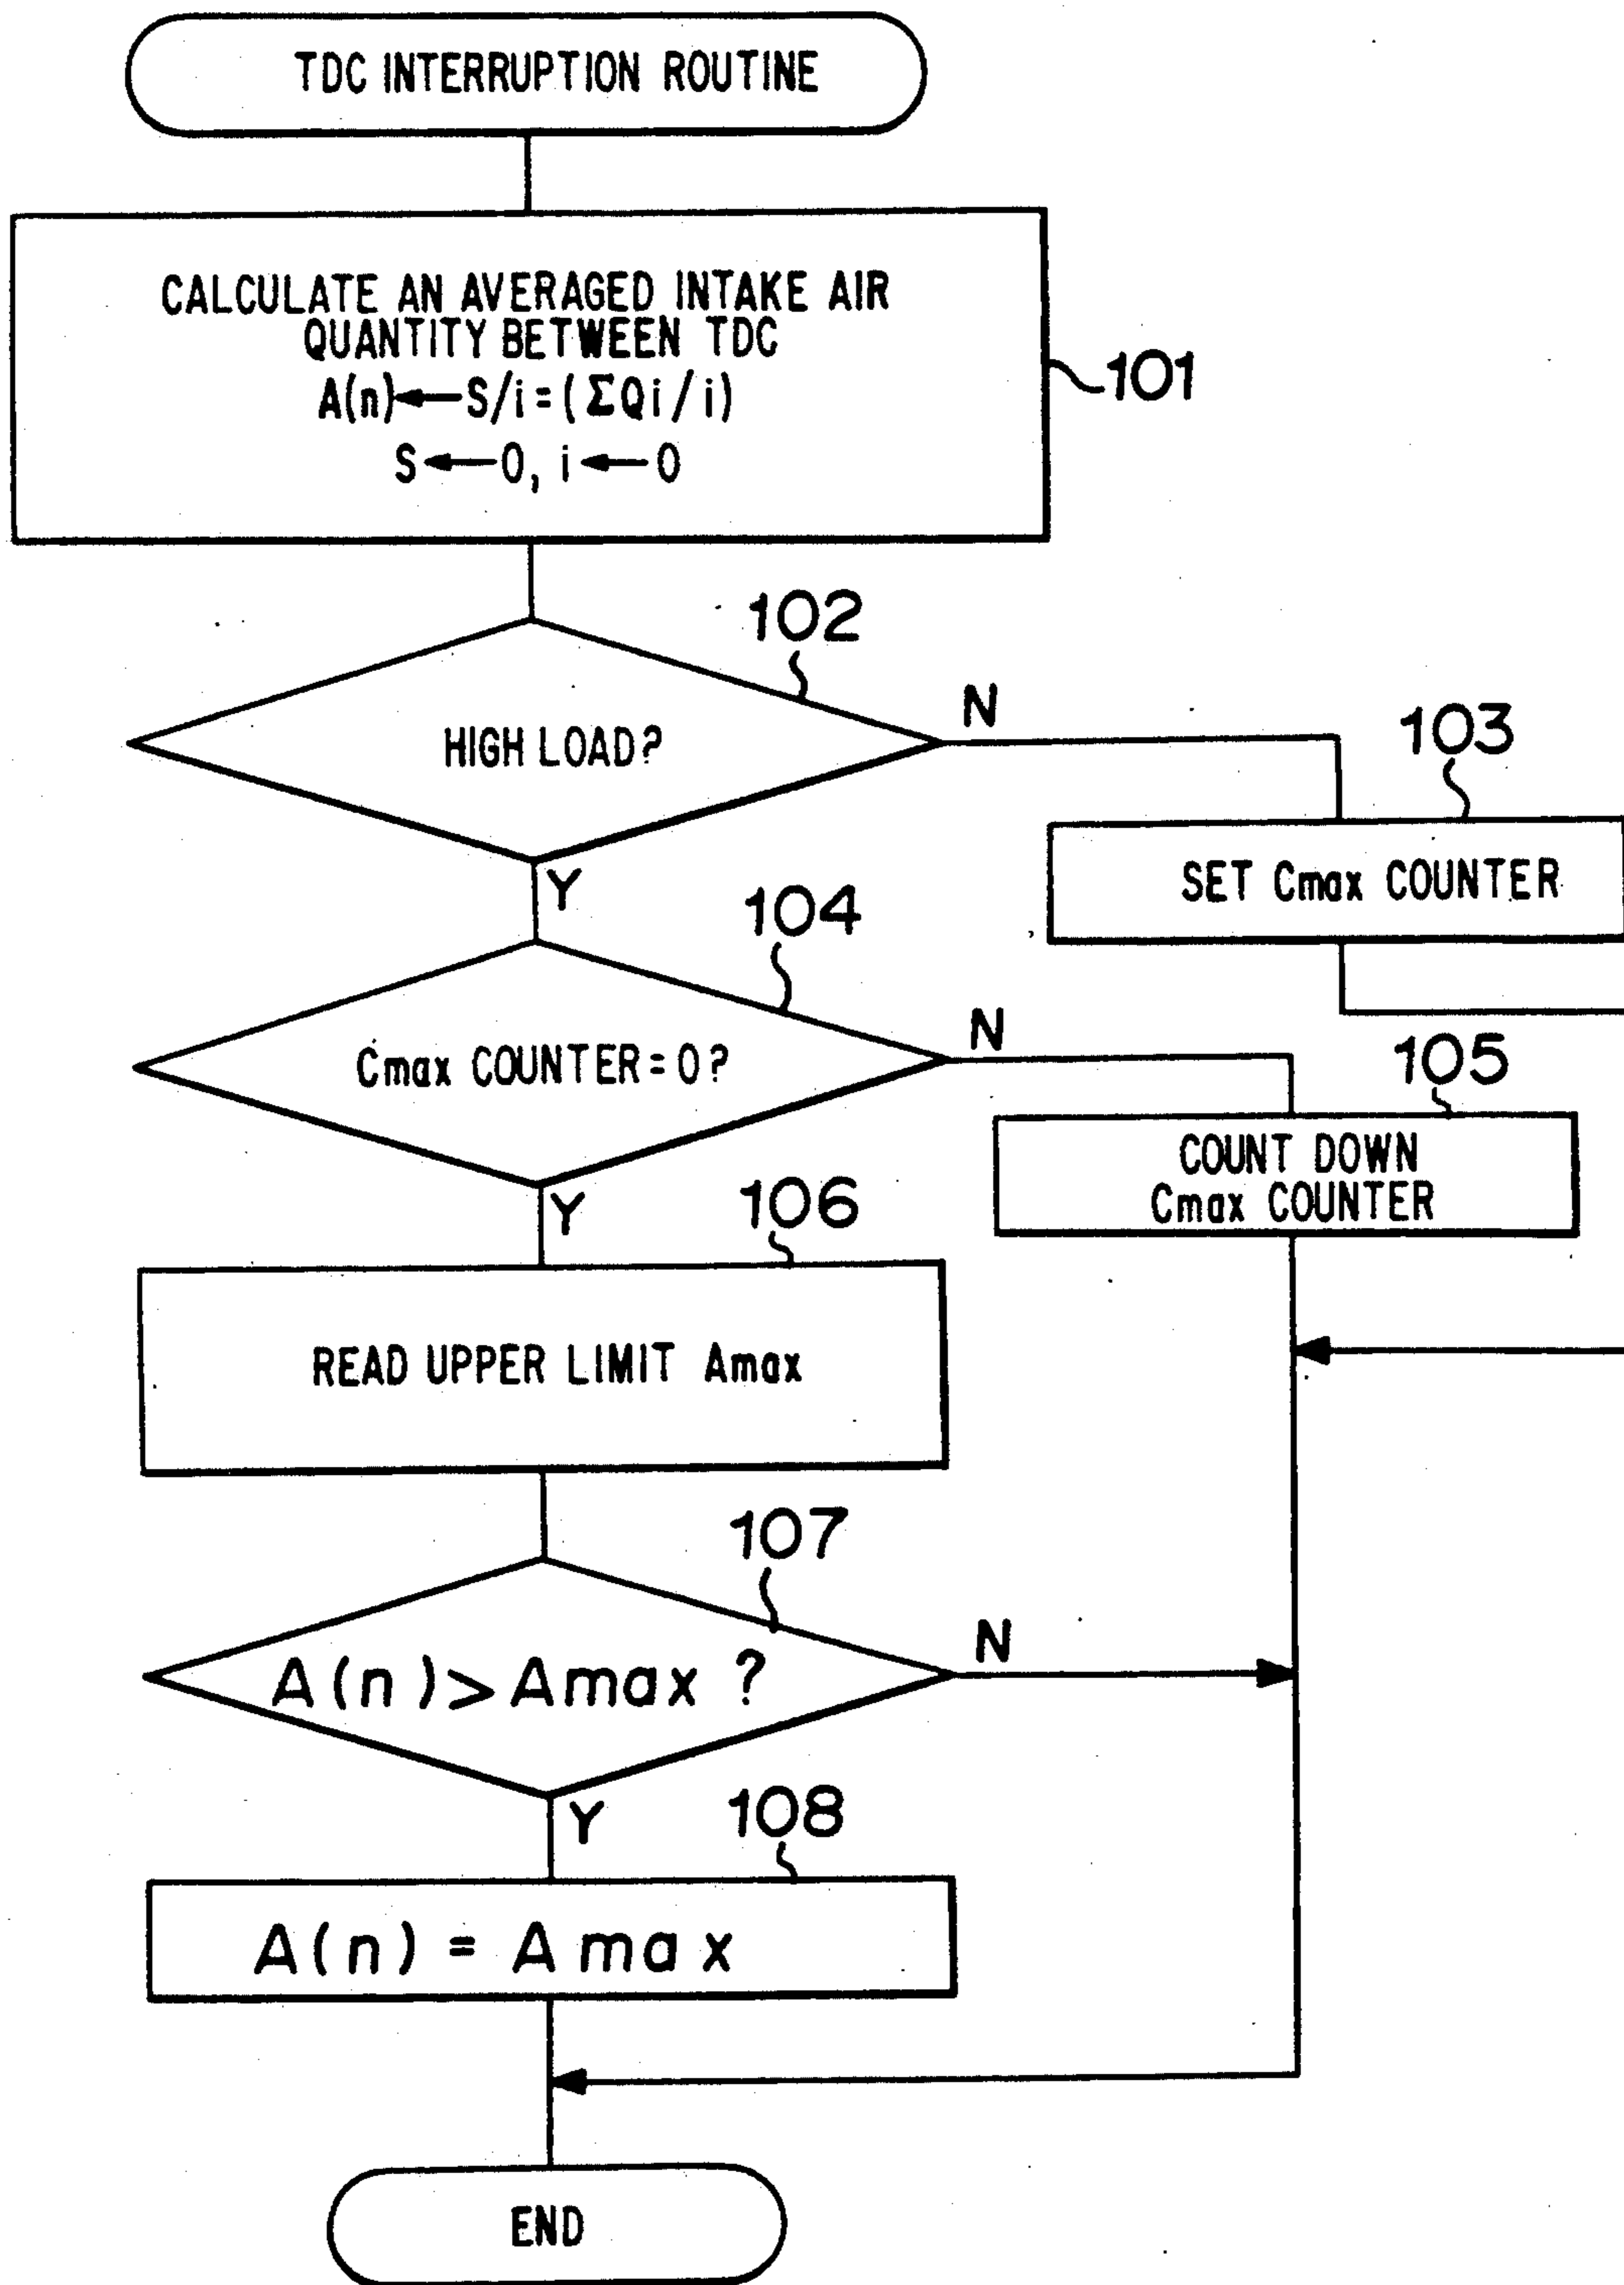 TDC INTERRUPTION ROUTINE
CALCULATE AN AVERAGED INTAKE AIR
QUANTITY BETWEEN TDC
A(n)←S/i=(ΣQi/i)
S←0, i←0
101
102
HIGH LOAD?
N
103
SET Cmax COUNTER
Y
104
Cmax COUNTER=0?
N
105
COUNT DOWN
Cmax COUNTER
Y
106
READ UPPER LIMIT Amax
107
A(n)>Amax ?
N
Y
108
A(n) = Amax
END